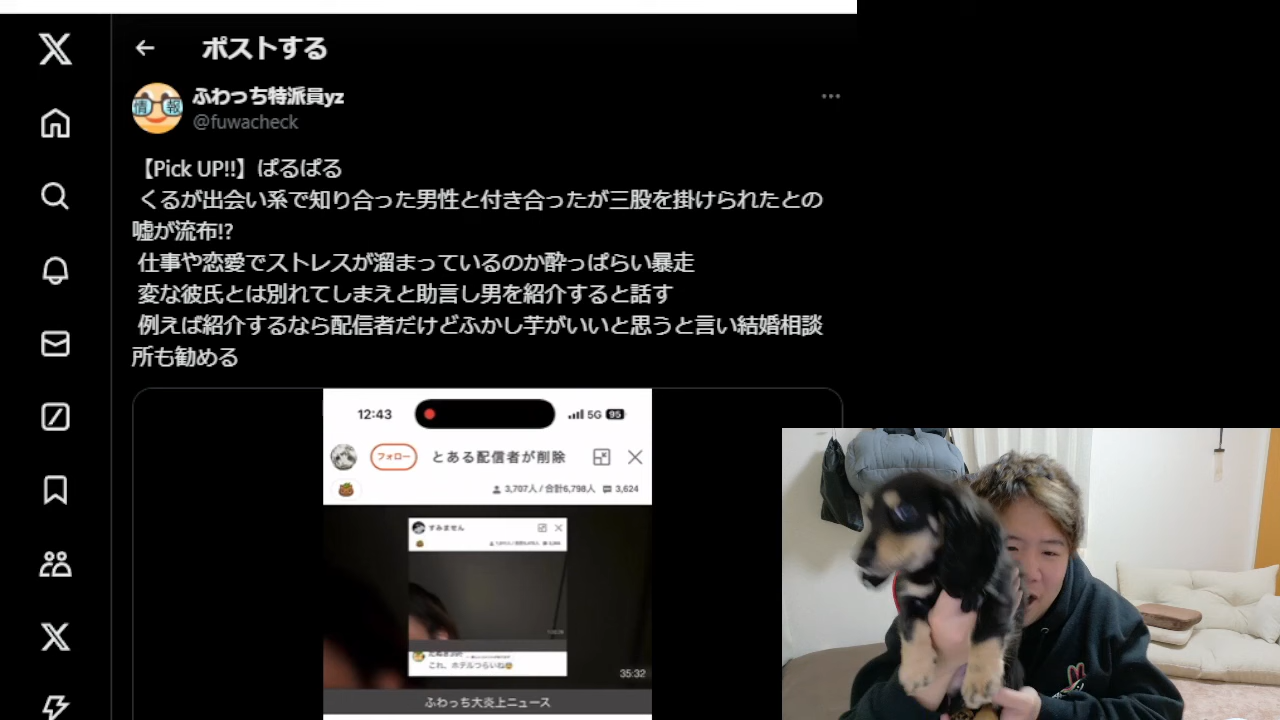 ポストする
情報
ふわっち特派員yz
@fuwacheck
【Pick UP!!】ぱるぱる
くるが出会い系で知り合った男性と付き合ったが三股を掛けられたとの
嘘が流布!?
仕事や恋愛でストレスが溜まっているのか酔っぱらい暴走
変な彼氏とは別れてしまえと助言し男を紹介すると話す
例えば紹介するなら配信者だけどふかし芋がいいと思うと言い結婚相談
所も勧める
12:43
5G 95
フォロー
とある配信者が削除
3,707人 / 合計6,798人 3,624
すみません
これ、ホテルつらいね
35:32
ふわっち大炎上ニュース